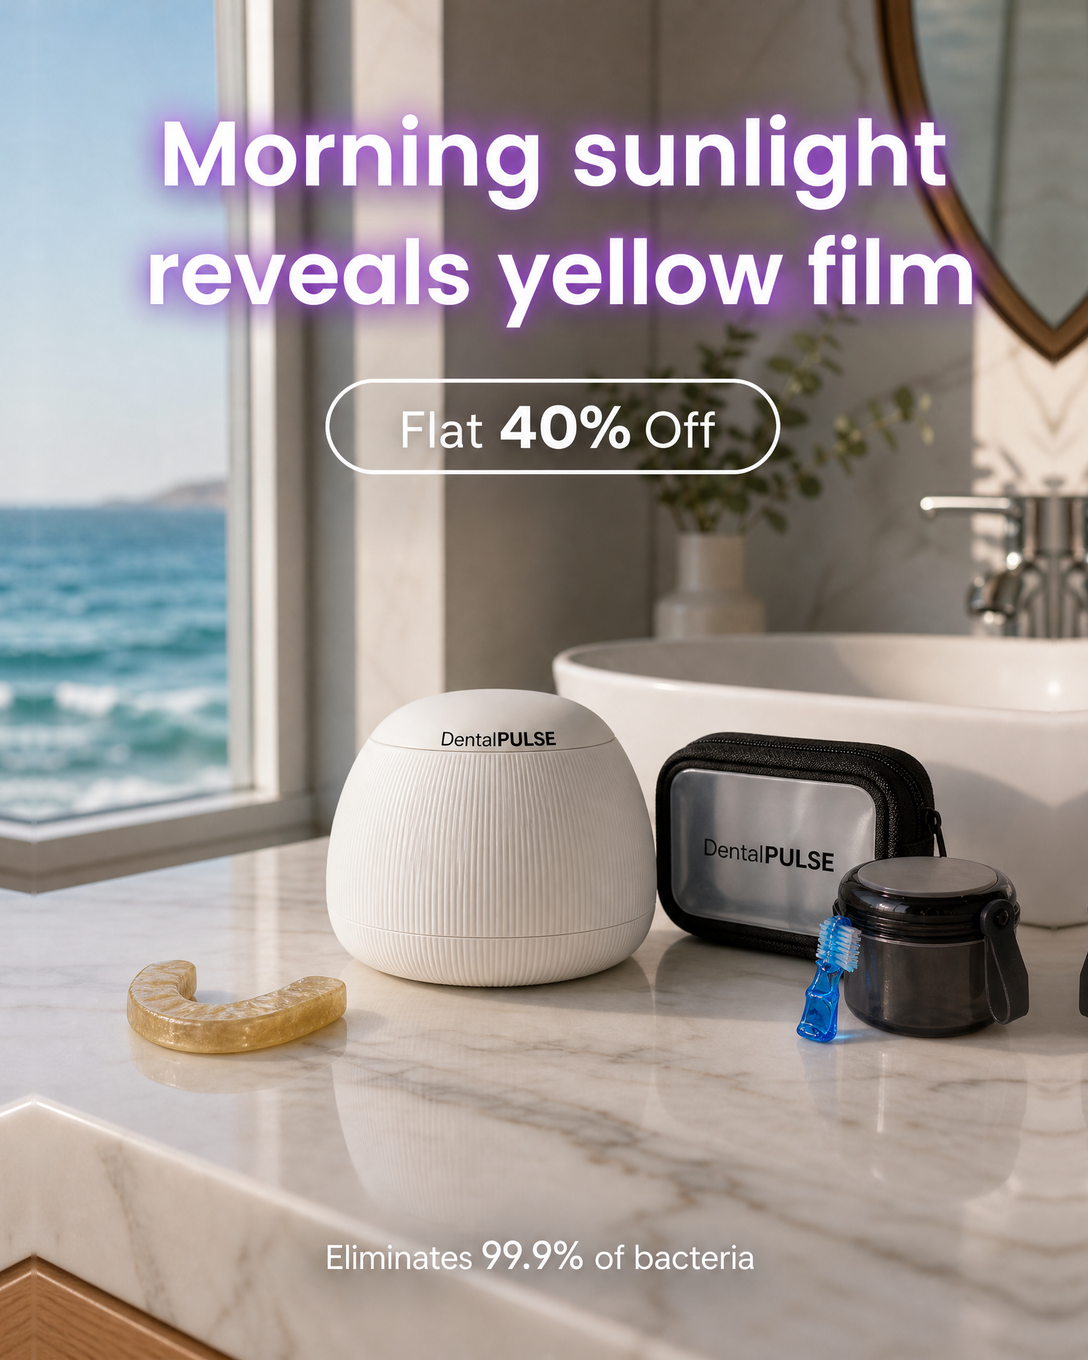 Morning sunlight
reveals yellow film
Flat 40% Off
DentalPULSE
DentalPULSE
Eliminates 99.9% of bacteria